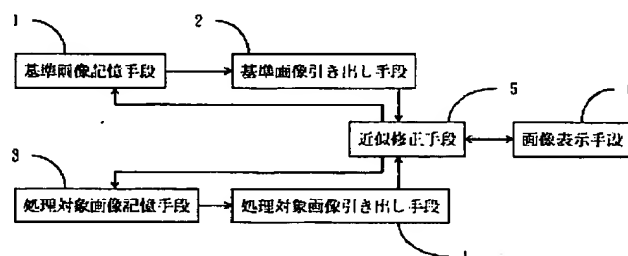 1
2
基準画像記憶手段
基準画像引き出し手段
5
近似修正手段
画像表示手段
3
処理対象画像記憶手段
処理対象画像引き出し手段